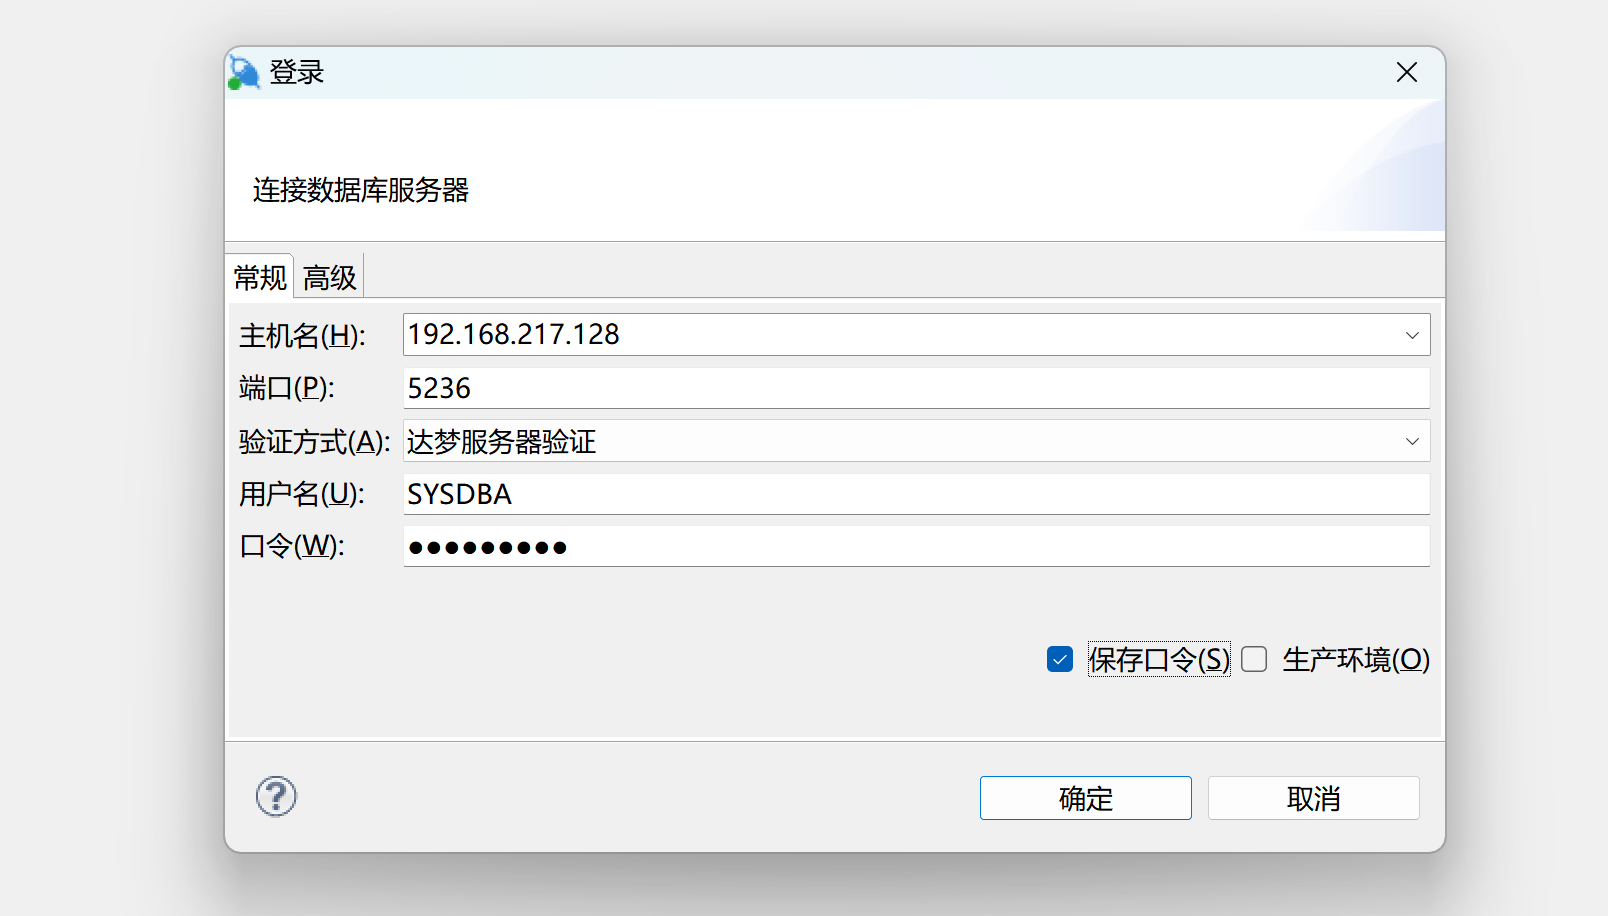 登录
连接数据库服务器
常规 高级
主机名(H): 192.168.217.128
端口(P): 5236
验证方式(A): 达梦服务器验证
用户名(U): SYSDBA
口令(W): ●●●●●●●●●
保存口令(S) 生产环境(O)
? 确定 取消